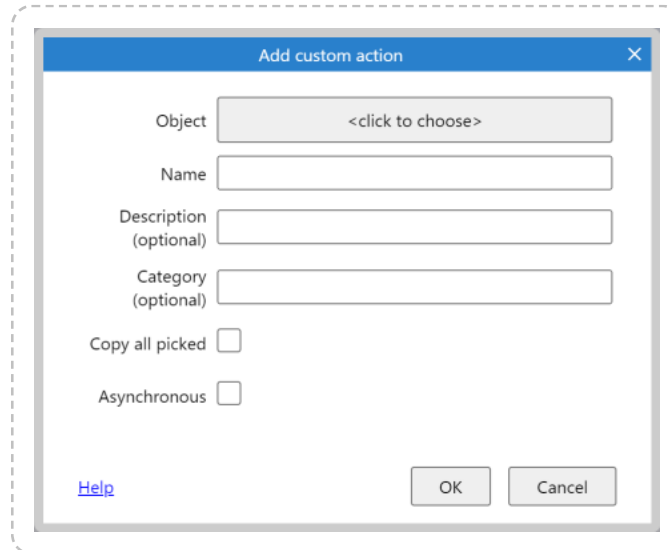 Add custom action
Object
<click to choose>
Name
Description
(optional)
Category
(optional)
Copy all picked
Asynchronous
Help
OK
Cancel